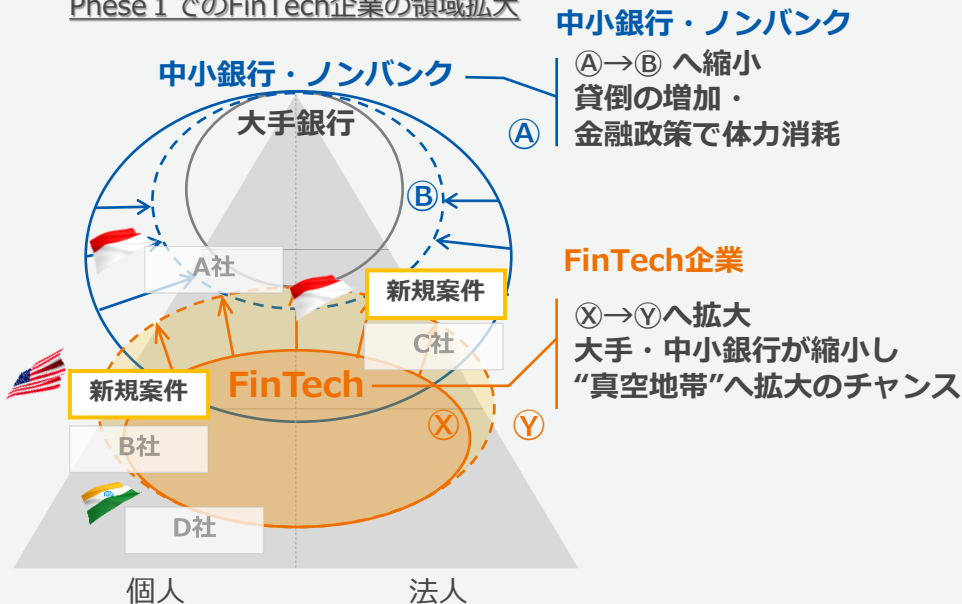 Phese 1 でのFinTech企業の領域拡大
中小銀行・ノンバンク
Ⓐ→Ⓑ へ縮小
貸倒の増加・
金融政策で体力消耗
中小銀行・ノンバンク
大手銀行
Ⓐ
Ⓑ
A社
新規案件
C社
FinTech企業
Ⓧ→Ⓨへ拡大
大手・中小銀行が縮小し
“真空地帯”へ拡大のチャンス
新規案件
FinTech
Ⓧ
Ⓨ
B社
D社
個人
法人